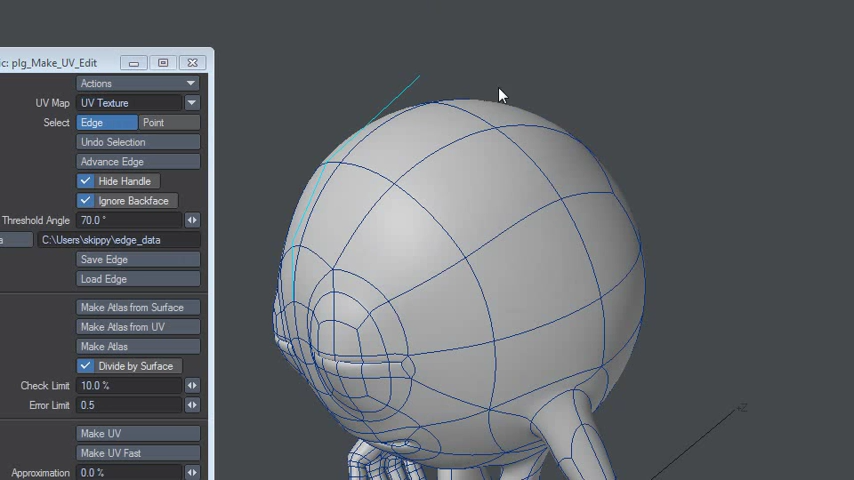 ic: plg_Make_UV_Edit
Actions
UV Map UV Texture
Select Edge Point
Undo Selection
Advance Edge
Hide Handle
Ignore Backface
Threshold Angle 70.0 °
a C:\Users\skippy\edge_data
Save Edge
Load Edge
Make Atlas from Surface
Make Atlas from UV
Make Atlas
Divide by Surface
Check Limit 10.0 %
Error Limit 0.5
Make UV
Make UV Fast
Approximation 0.0 %